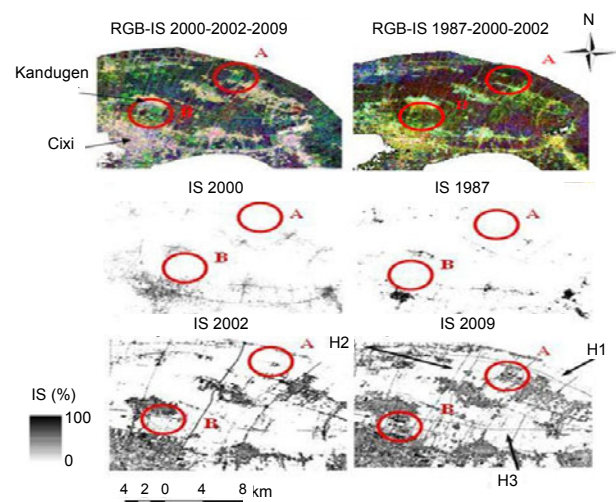 RGB-IS 2000-2002-2009
RGB-IS 1987-2000-2002
N
A
A
Kandugen
B
Cixi
IS 2000
IS 1987
A
A
B
B
IS 2002
IS 2009
A
H2
A
H1
IS (%)
100
0
B
B
H3
4 2 0 4 8 km